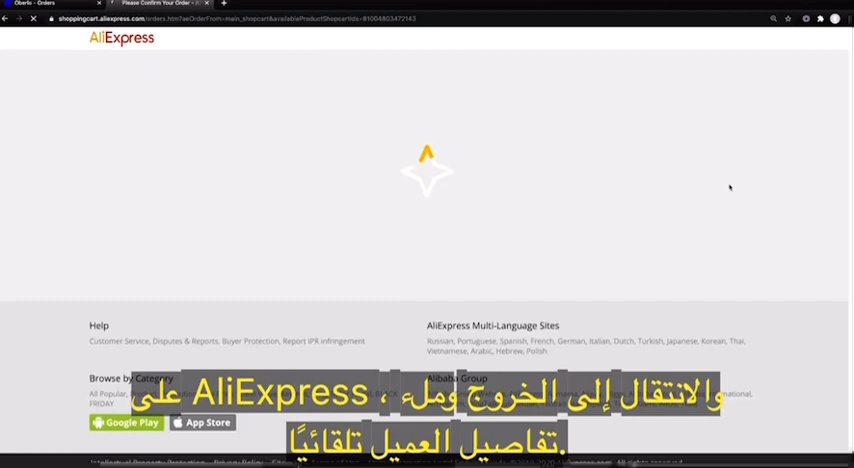 Oberlo - Orders
Please Confirm Your Order - A
shoppingcart.aliexpress.com/orders.htm?aeOrderFrom=main_shopcart&availableProductShopcartIds=81004803472143
AliExpress
Help
Customer Service, Disputes & Reports, Buyer Protection, Report IPR infringement
AliExpress Multi-Language Sites
Russian, Portuguese, Spanish, French, German, Italian, Dutch, Turkish, Japanese, Korean, Thai,
Vietnamese, Arabic, Hebrew, Polish
Browse by Category
All Popular,
FRIDAY
Alibaba Group
Google Play
App Store
على AliExpress ، والانتقال إلى الخروج وملء
تفاصيل العميل تلقائيًا.